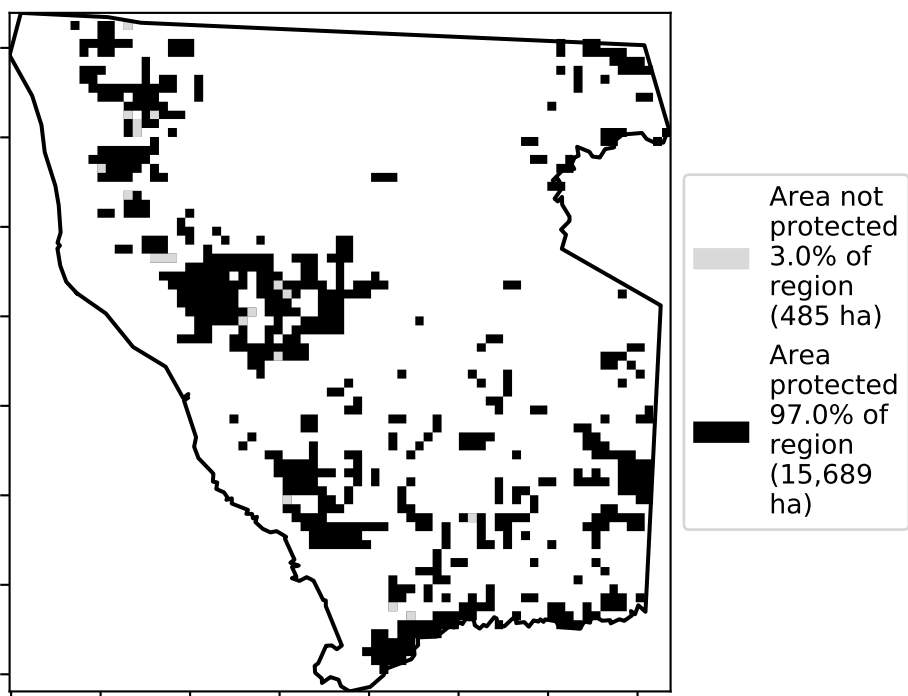 Area not
protected
3.0% of
region
(485 ha)
Area
protected
97.0% of
region
(15,689
ha)